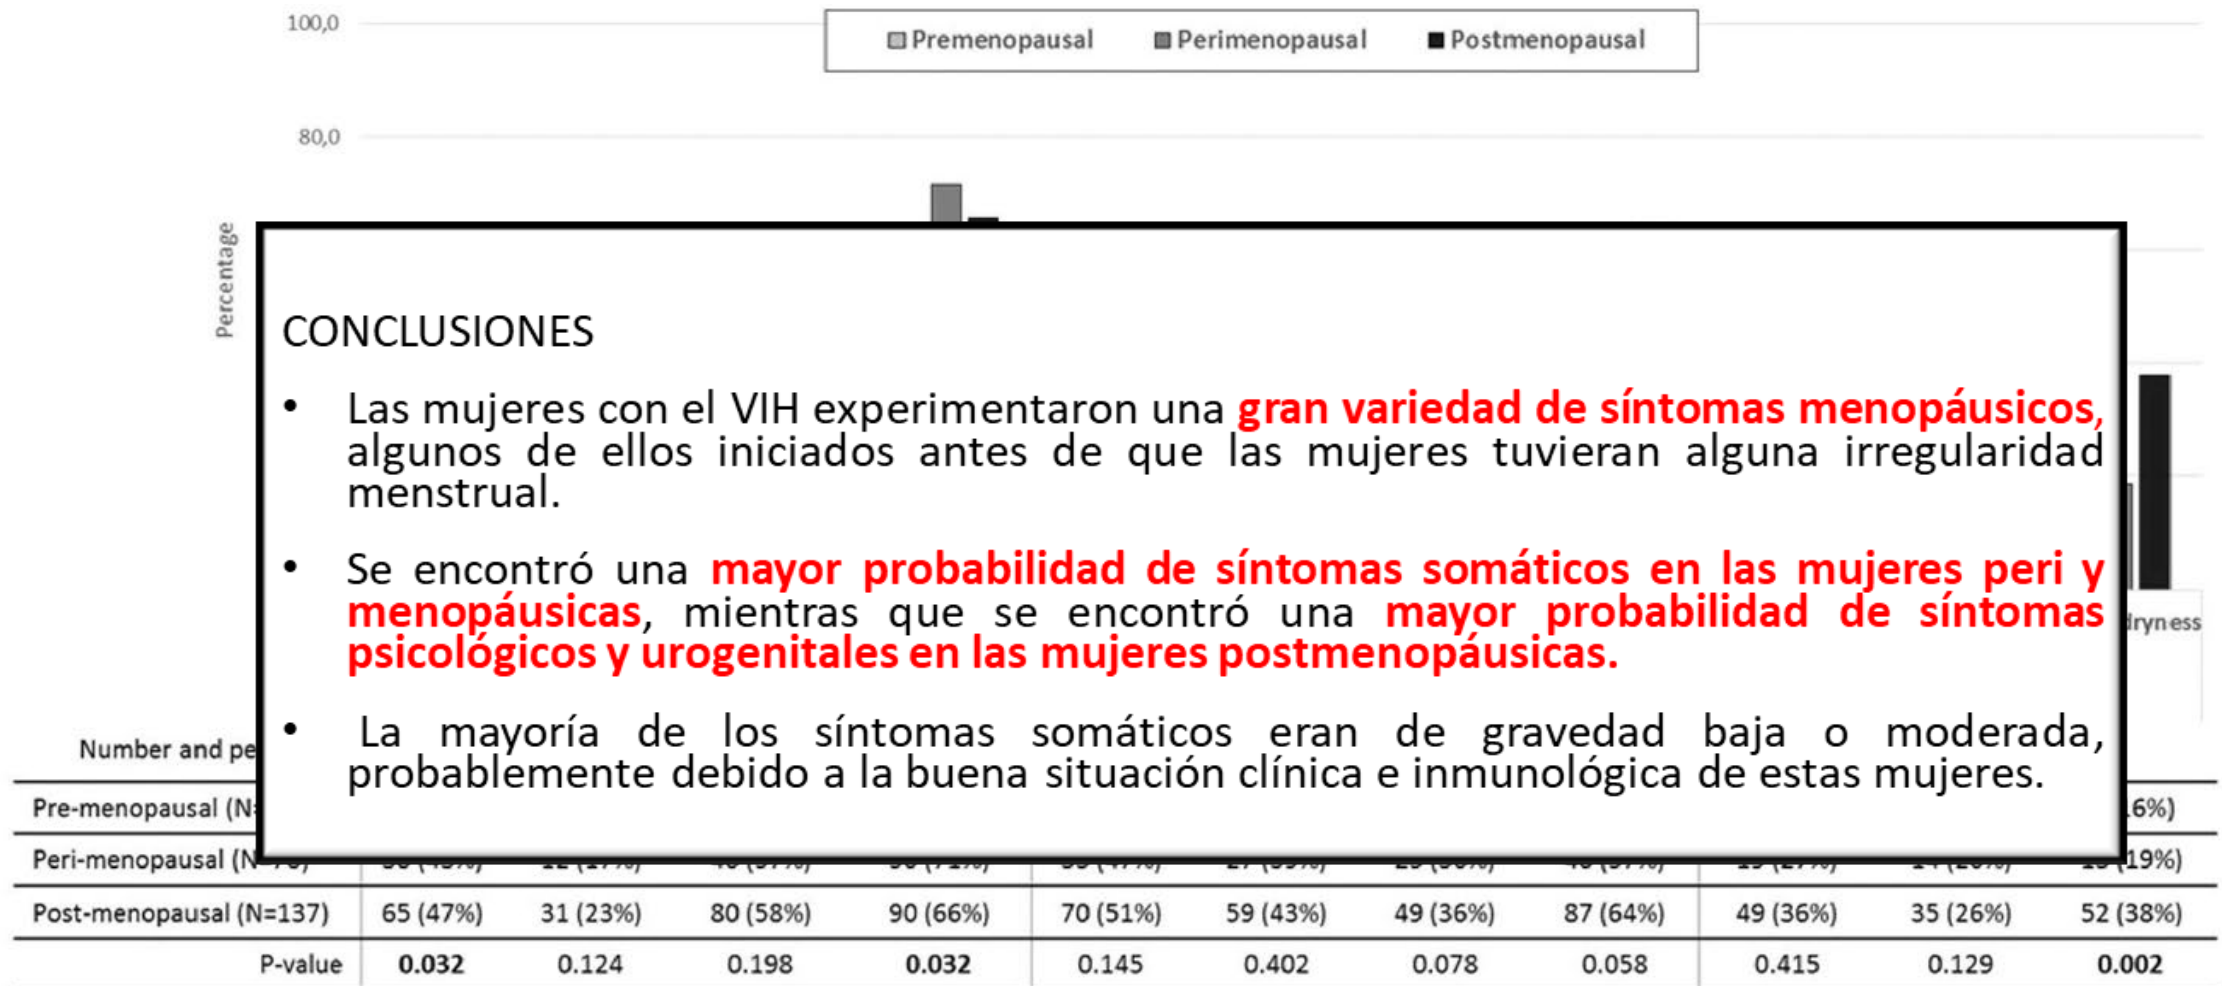 100,0
Premenopausal Perimenopausal Postmenopausal
80,0
Percentage
CONCLUSIONES
• Las mujeres con el VIH experimentaron una gran variedad de síntomas menopáusicos,
algunos de ellos iniciados antes de que las mujeres tuvieran alguna irregularidad
menstrual.
• Se encontró una mayor probabilidad de síntomas somáticos en las mujeres peri y
menopáusicas, mientras que se encontró una mayor probabilidad de síntomas
psicológicos y urogenitales en las mujeres postmenopáusicas.
dryness
• La mayoría de los síntomas somáticos eran de gravedad baja o moderada,
probablemente debido a la buena situación clínica e inmunológica de estas mujeres.
Number and pe
Pre-menopausal (N= 6%)
Peri-menopausal (N 19%)
Post-menopausal (N=137) 65 (47%) 31 (23%) 80 (58%) 90 (66%) 70 (51%) 59 (43%) 49 (36%) 87 (64%) 49 (36%) 35 (26%) 52 (38%)
P-value 0.032 0.124 0.198 0.032 0.145 0.402 0.078 0.058 0.415 0.129 0.002